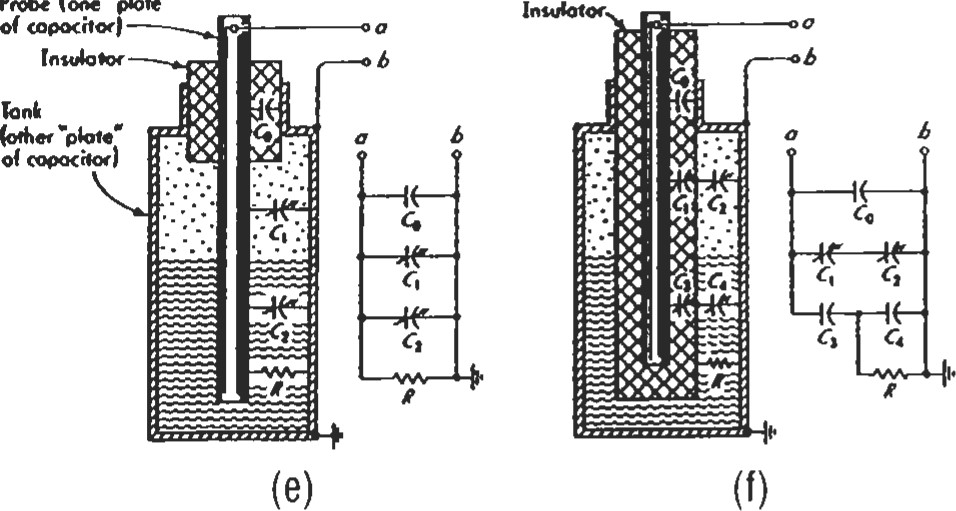 Probe (one "plate"
of capacitor)
Insulator
Tank
(other "plate"
of capacitor)
a
b
C0
C1
C2
R
a
b
C0
C1
C2
R
(e)
Insulator
a
b
C0
C1
C2
C3
C4
R
a
b
C0
C1
C2
C3
C4
R
(f)